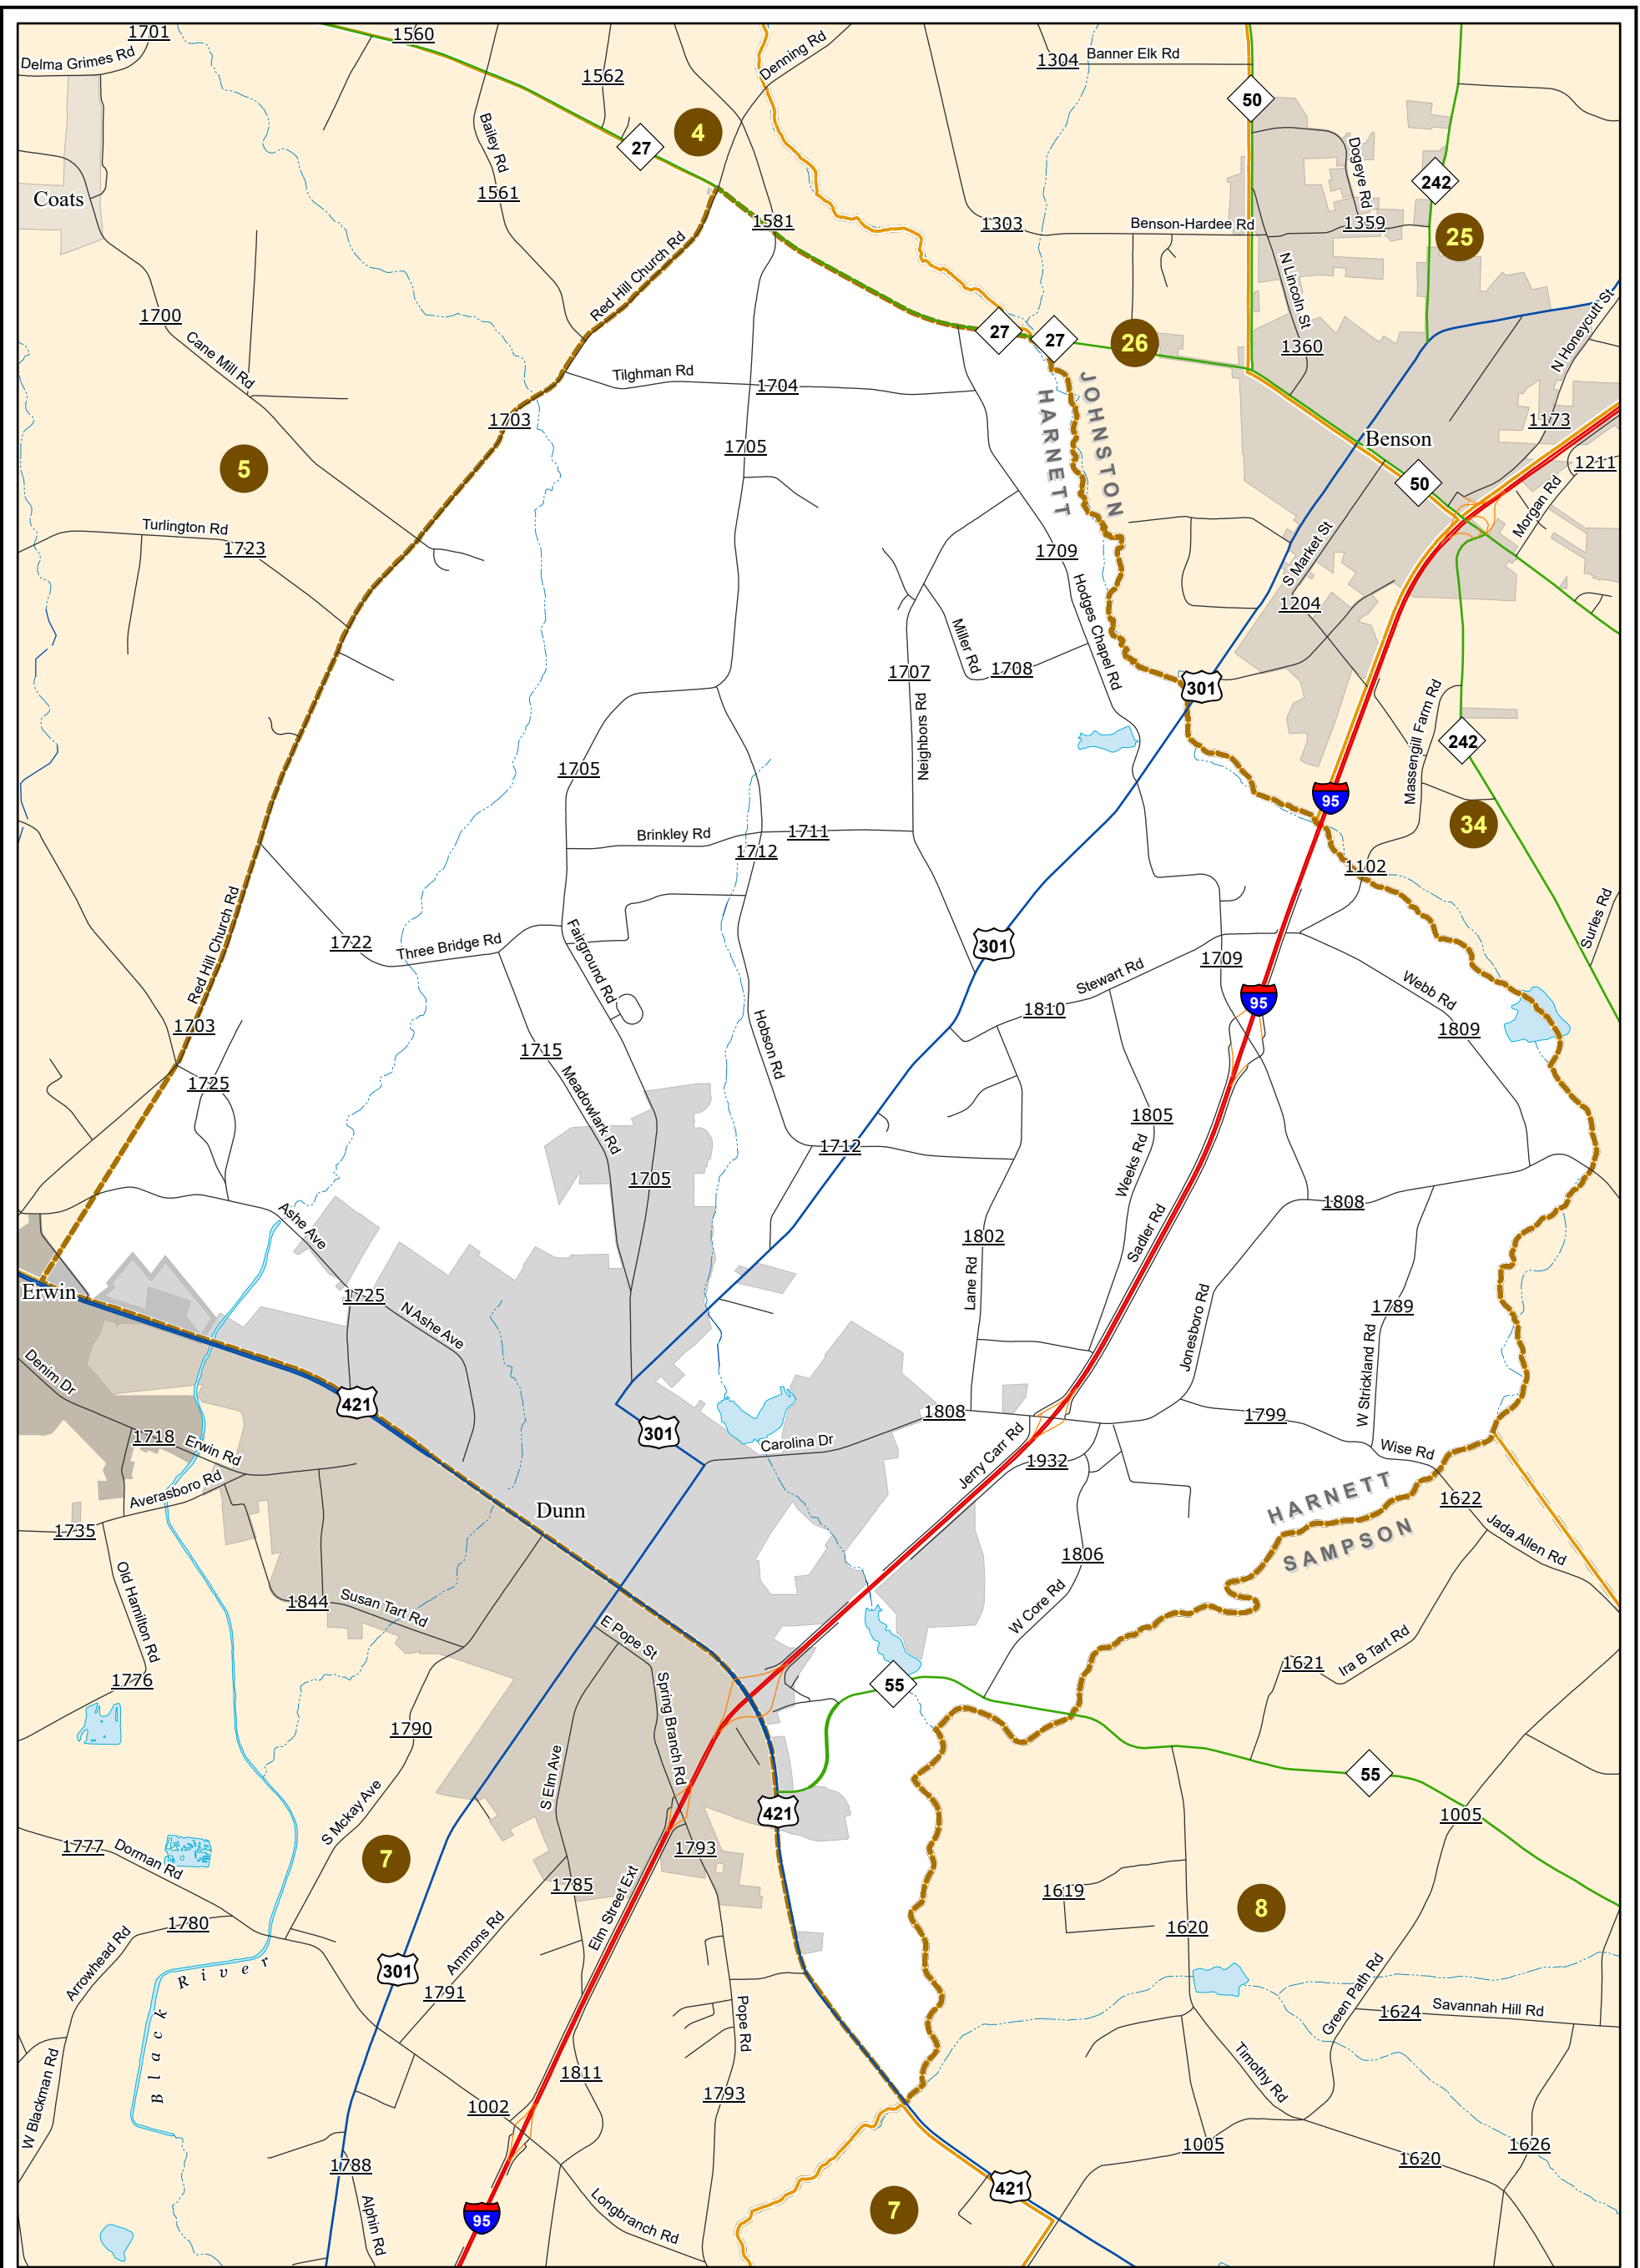 1701
1560
Delma Grimes Rd
1562
Denning Rd
1304
Banner Elk Rd
50
4
27
Bailey Rd
Dogeye Rd
242
Coats
1561
1581
1303
Benson-Hardee Rd
1359
25
Red Hill Church Rd
N Lincoln St
1700
Cane Mill Rd
27
27
26
1360
N Honeycutt St
Tilghman Rd
1704
JOHNSTON
HARNETT
1703
1705
Benson
1173
5
50
1211
Morgan Rd
Turlington Rd
1723
1709
S Market St
Hodges Chapel Rd
1204
Miller Rd
1707
1708
301
Neighbors Rd
Massengill Farm Rd
242
1705
95
Brinkley Rd
1711
34
1712
1102
Red Hill Church Rd
1722
Three Bridge Rd
Fairground Rd
301
1709
Surles Rd
Stewart Rd
95
Webb Rd
1810
1809
1703
1715
Hobson Rd
1725
Meadowlark Rd
1805
1712
Weeks Rd
1705
1808
Ashe Ave
1802
Sadler Rd
Lane Rd
Erwin
1725
N Ashe Ave
Jonesboro Rd
1789
W Strickland Rd
Denim Dr
421
301
1808
1799
1718
Erwin Rd
Carolina Dr
Jerry Carr Rd
1932
Wise Rd
Averasboro Rd
HARNETT
1622
Dunn
SAMPSON
1735
Jada Allen Rd
1806
Old Hamilton Rd
1844
Susan Tart Rd
W Core Rd
E Pope St
Ira B Tart Rd
1621
1776
Spring Branch Rd
55
1790
S Elm Ave
55
S Mckay Ave
421
1005
1777
Dorman Rd
7
1793
1785
Elm Street Ext
1619
8
1780
1620
Arrowhead Rd
Ammons Rd
301
Black River
1791
Green Path Rd
1624
Savannah Hill Rd
Pope Rd
W Blackman Rd
1811
Timothy Rd
1793
1002
1005
1626
1620
1788
421
Alphin Rd
95
Longbranch Rd
7